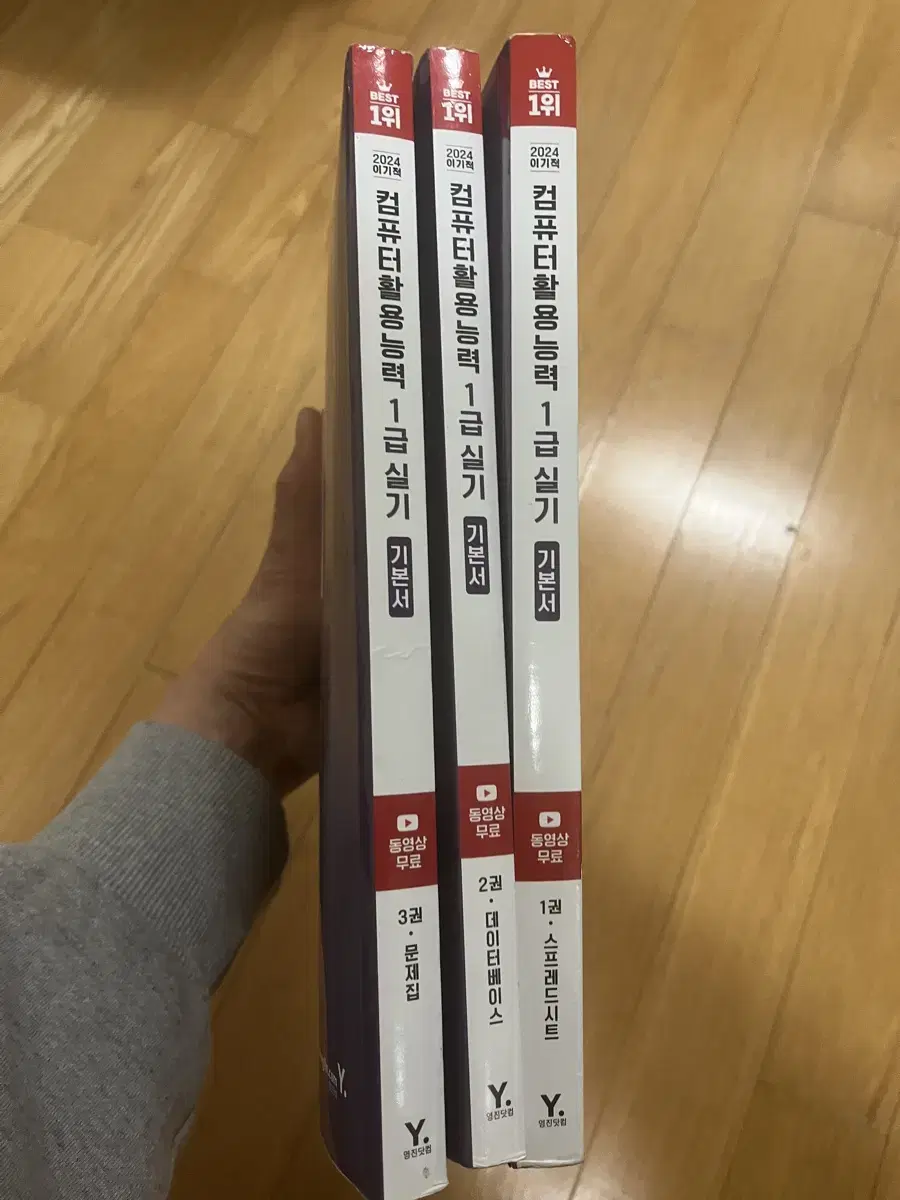 BEST
1위
2024
이기적
컴퓨터활용능력 1급 실기
기본서
동영상
무료
3권 · 문제집
Y.
영진닷컴
BEST
1위
2024
이기적
컴퓨터활용능력 1급 실기
기본서
동영상
무료
2권 · 데이터베이스
Y.
영진닷컴
BEST
1위
2024
이기적
컴퓨터활용능력 1급 실기
기본서
동영상
무료
1권 · 스프레드시트
Y.
영진닷컴
Y.